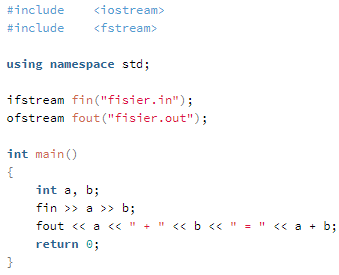 #include    <iostream>
#include    <fstream>
using namespace std;
ifstream fin("fisier.in");
ofstream fout("fisier.out");
int main()
{
    int a, b;
    fin >> a >> b;
    fout << a << " + " << b << " = " << a + b;
    return 0;
}